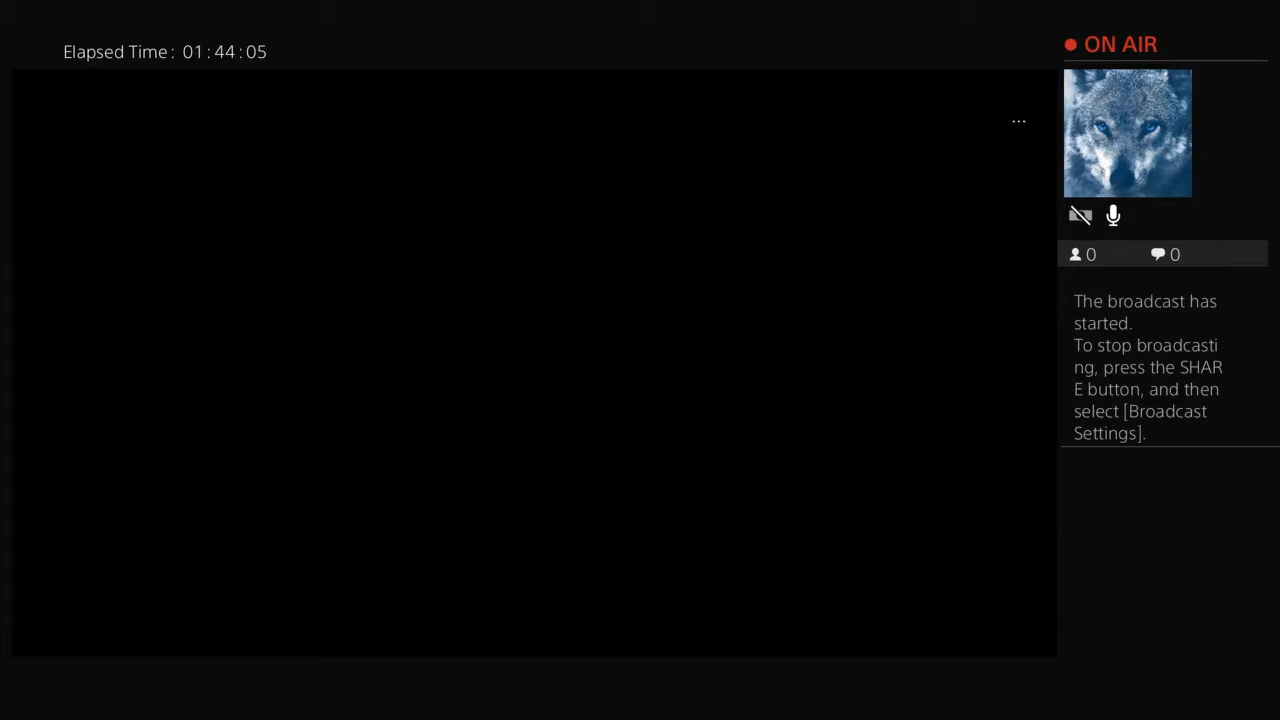 Elapsed Time: 01:44:05
ON AIR
...
0 0
The broadcast has
started.
To stop broadcasti
ng, press the SHAR
E button, and then
select [Broadcast
Settings].